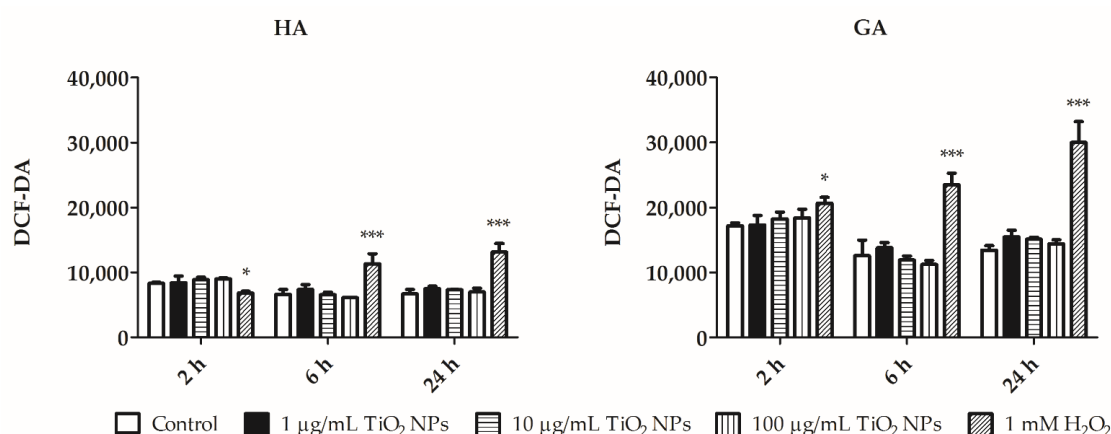 HA
DCF-DA
40,000
30,000
20,000
10,000
0
*
***
***
2 h
6 h
24 h
GA
DCF-DA
40,000
30,000
20,000
10,000
0
*
***
***
2 h
6 h
24 h
Control 1 µg/mL TiO₂ NPs 10 µg/mL TiO₂ NPs 100 µg/mL TiO₂ NPs 1 mM H₂O₂